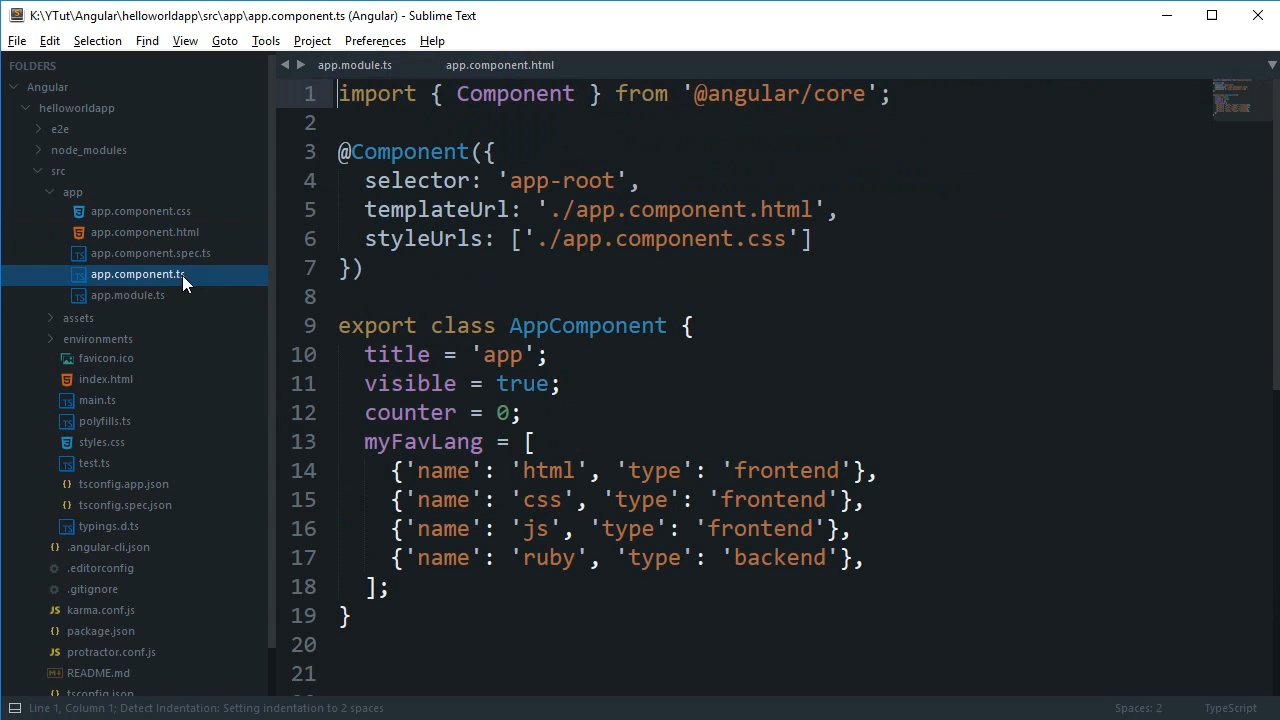 K:\YTut\Angular\helloworldapp\src\app\app.component.ts (Angular) - Sublime Text
File Edit Selection Find View Goto Tools Project Preferences Help
FOLDERS
Angular
helloworldapp
e2e
node_modules
src
app
app.component.css
app.component.html
app.component.spec.ts
app.component.ts
app.module.ts
assets
environments
favicon.ico
index.html
main.ts
polyfills.ts
styles.css
test.ts
tsconfig.app.json
tsconfig.spec.json
typings.d.ts
.angular-cli.json
.editorconfig
.gitignore
karma.conf.js
package.json
protractor.conf.js
README.md
tsconfig.json
app.module.ts app.component.html
1 import { Component } from '@angular/core';
2
3 @Component({
4   selector: 'app-root',
5   templateUrl: './app.component.html',
6   styleUrls: ['./app.component.css']
7 })
8
9 export class AppComponent {
10   title = 'app';
11   visible = true;
12   counter = 0;
13   myFavLang = [
14     {'name': 'html', 'type': 'frontend'},
15     {'name': 'css', 'type': 'frontend'},
16     {'name': 'js', 'type': 'frontend'},
17     {'name': 'ruby', 'type': 'backend'},
18   ];
19 }
20
21
Line 1, Column 1; Detect Indentation: Setting indentation to 2 spaces Spaces: 2 TypeScript